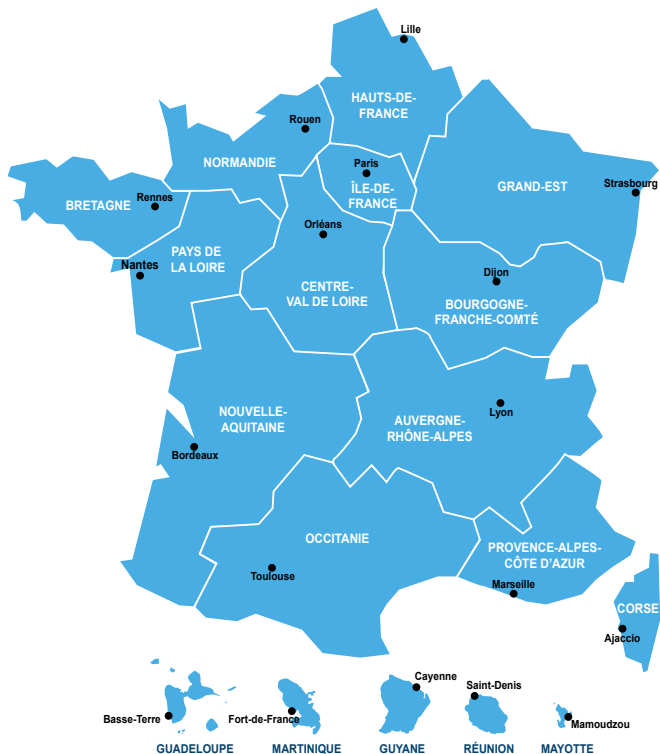 Lille
HAUTS-DE-
FRANCE
Rouen
NORMANDIE
Paris
ÎLE-DE-
FRANCE
GRAND-EST
Strasbourg
BRETAGNE
Rennes
PAYS DE
LA LOIRE
Nantes
Orléans
CENTRE-
VAL DE LOIRE
Dijon
BOURGOGNE-
FRANCHE-COMTÉ
NOUVELLE-
AQUITAINE
Bordeaux
AUVERGNE-
RHÔNE-ALPES
Lyon
OCCITANIE
Toulouse
PROVENCE-ALPES-
CÔTE D'AZUR
Marseille
CORSE
Ajaccio
Basse-Terre
GUADELOUPE
Fort-de-France
MARTINIQUE
Cayenne
GUYANE
Saint-Denis
RÉUNION
Mamoudzou
MAYOTTE